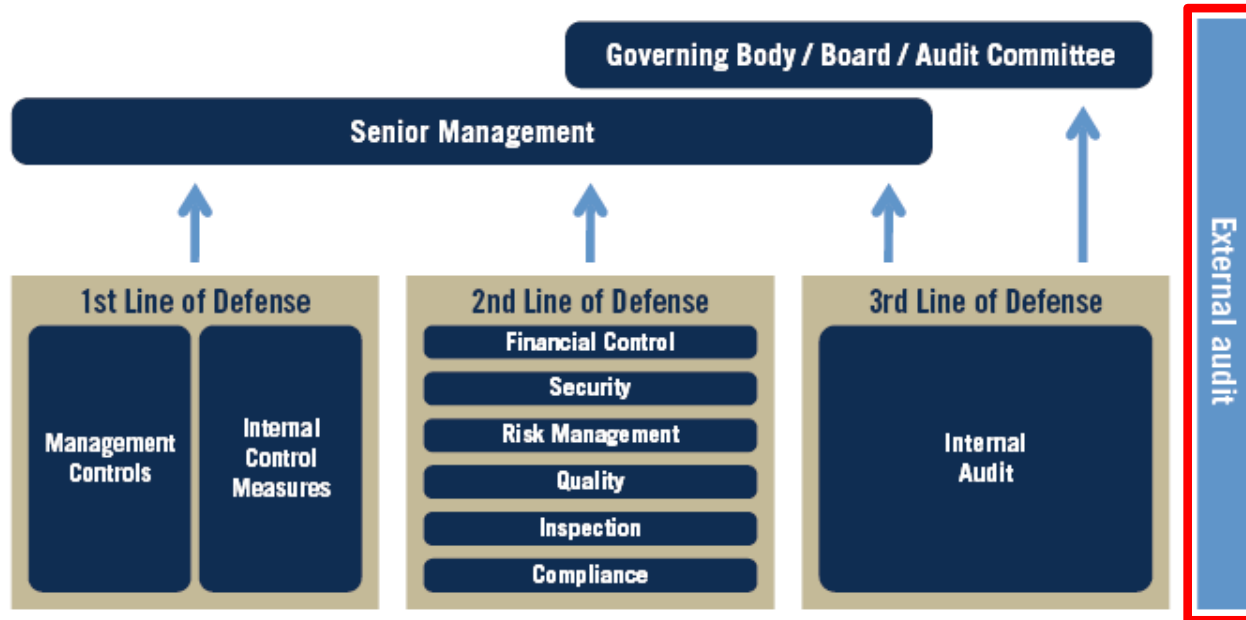 Governing Body / Board / Audit Committee
Senior Management
1st Line of Defense
Management
Controls
Internal
Control
Measures
2nd Line of Defense
Financial Control
Security
Risk Management
Quality
Inspection
Compliance
3rd Line of Defense
Internal
Audit
External audit